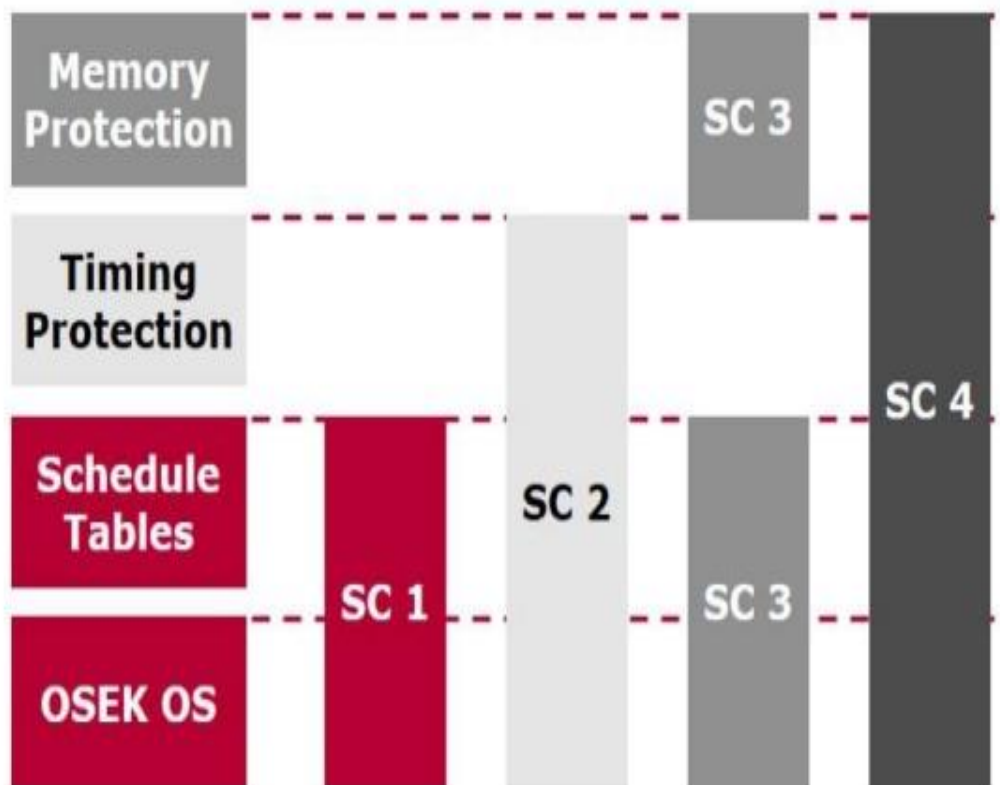 Memory
Protection
SC 3
Timing
Protection
SC 4
Schedule
Tables
SC 2
SC 1
SC 3
OSEK OS